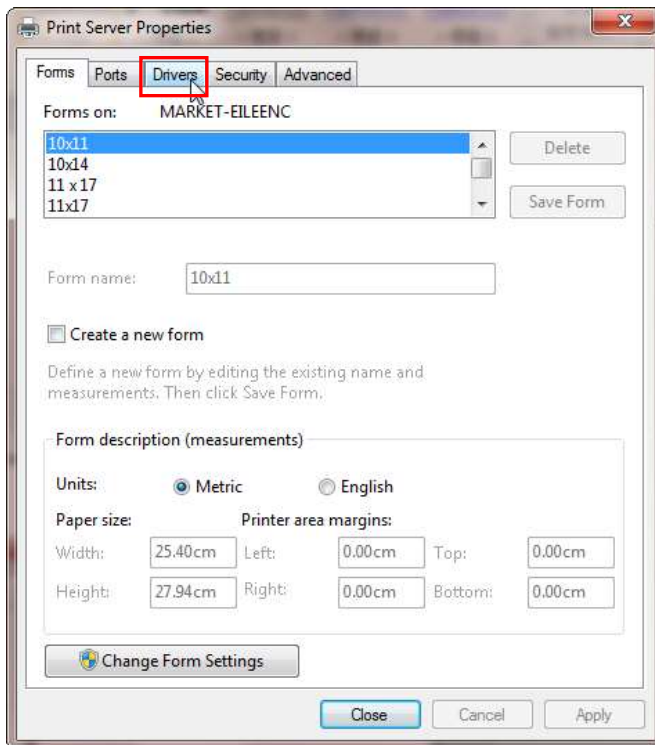 Print Server Properties
Forms Ports Drivers Security Advanced
Forms on: MARKET-EILEENC
10x11
10x14
11 x 17
11x17
Delete
Save Form
Form name: 10x11
Create a new form
Define a new form by editing the existing name and
measurements. Then click Save Form.
Form description (measurements)
Units: Metric English
Paper size: Printer area margins:
Width: 25.40cm Left: 0.00cm Top: 0.00cm
Height: 27.94cm Right: 0.00cm Bottom: 0.00cm
Change Form Settings
Close Cancel Apply